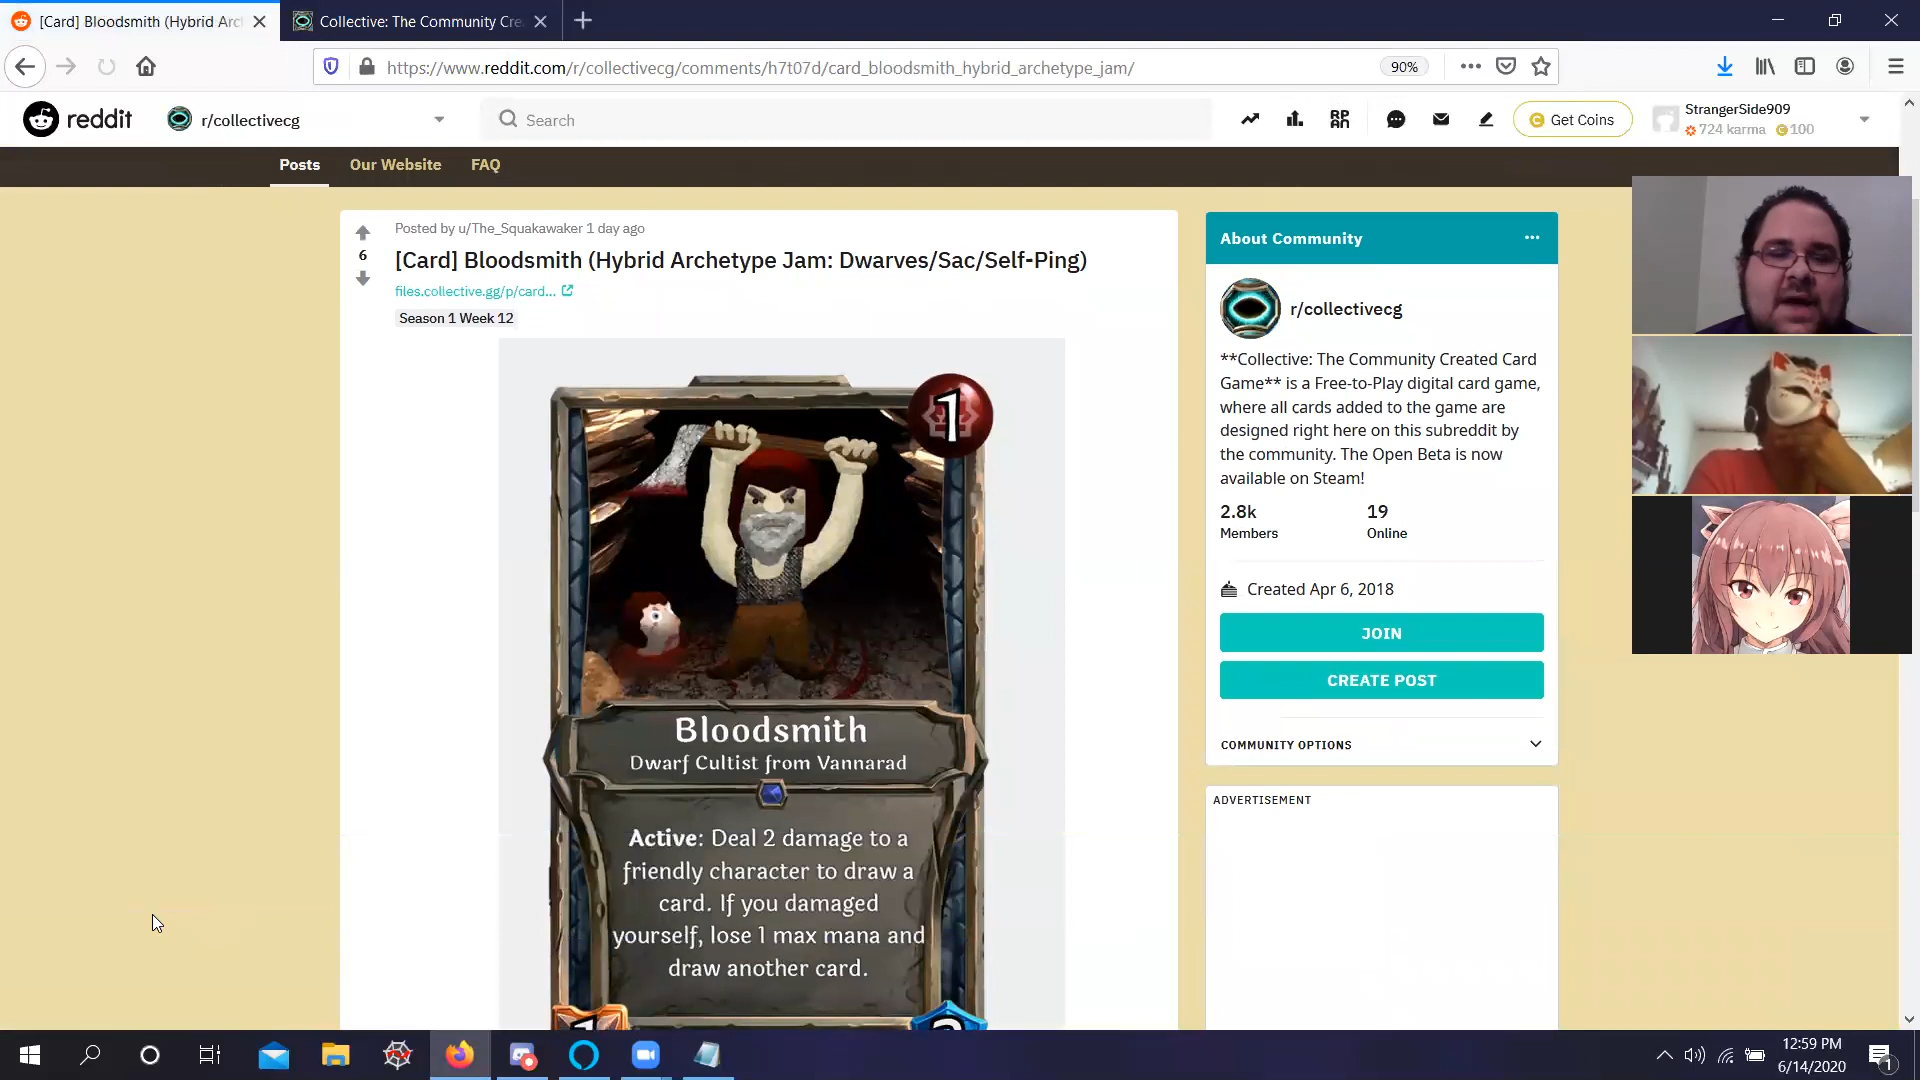 [Card] Bloodsmith (Hybrid Arc
Collective: The Community Cre
https://www.reddit.com/r/collectivecg/comments/h7t07d/card_bloodsmith_hybrid_archetype_jam/
90%
reddit
r/collectivecg
Search
RPAN
Get Coins
StrangerSide909
724 karma 100
Posts
Our Website
FAQ
Posted by u/The_Squakawaker 1 day ago
6
[Card] Bloodsmith (Hybrid Archetype Jam: Dwarves/Sac/Self-Ping)
files.collective.gg/p/card...
Season 1 Week 12
1
Bloodsmith
Dwarf Cultist from Vannarad
Active: Deal 2 damage to a
friendly character to draw a
card. If you damaged
yourself, lose 1 max mana and
draw another card.
About Community
r/collectivecg
**Collective: The Community Created Card
Game** is a Free-to-Play digital card game,
where all cards added to the game are
designed right here on this subreddit by
the community. The Open Beta is now
available on Steam!
2.8k
Members
19
Online
Created Apr 6, 2018
JOIN
CREATE POST
COMMUNITY OPTIONS
ADVERTISEMENT
12:59 PM
6/14/2020
1